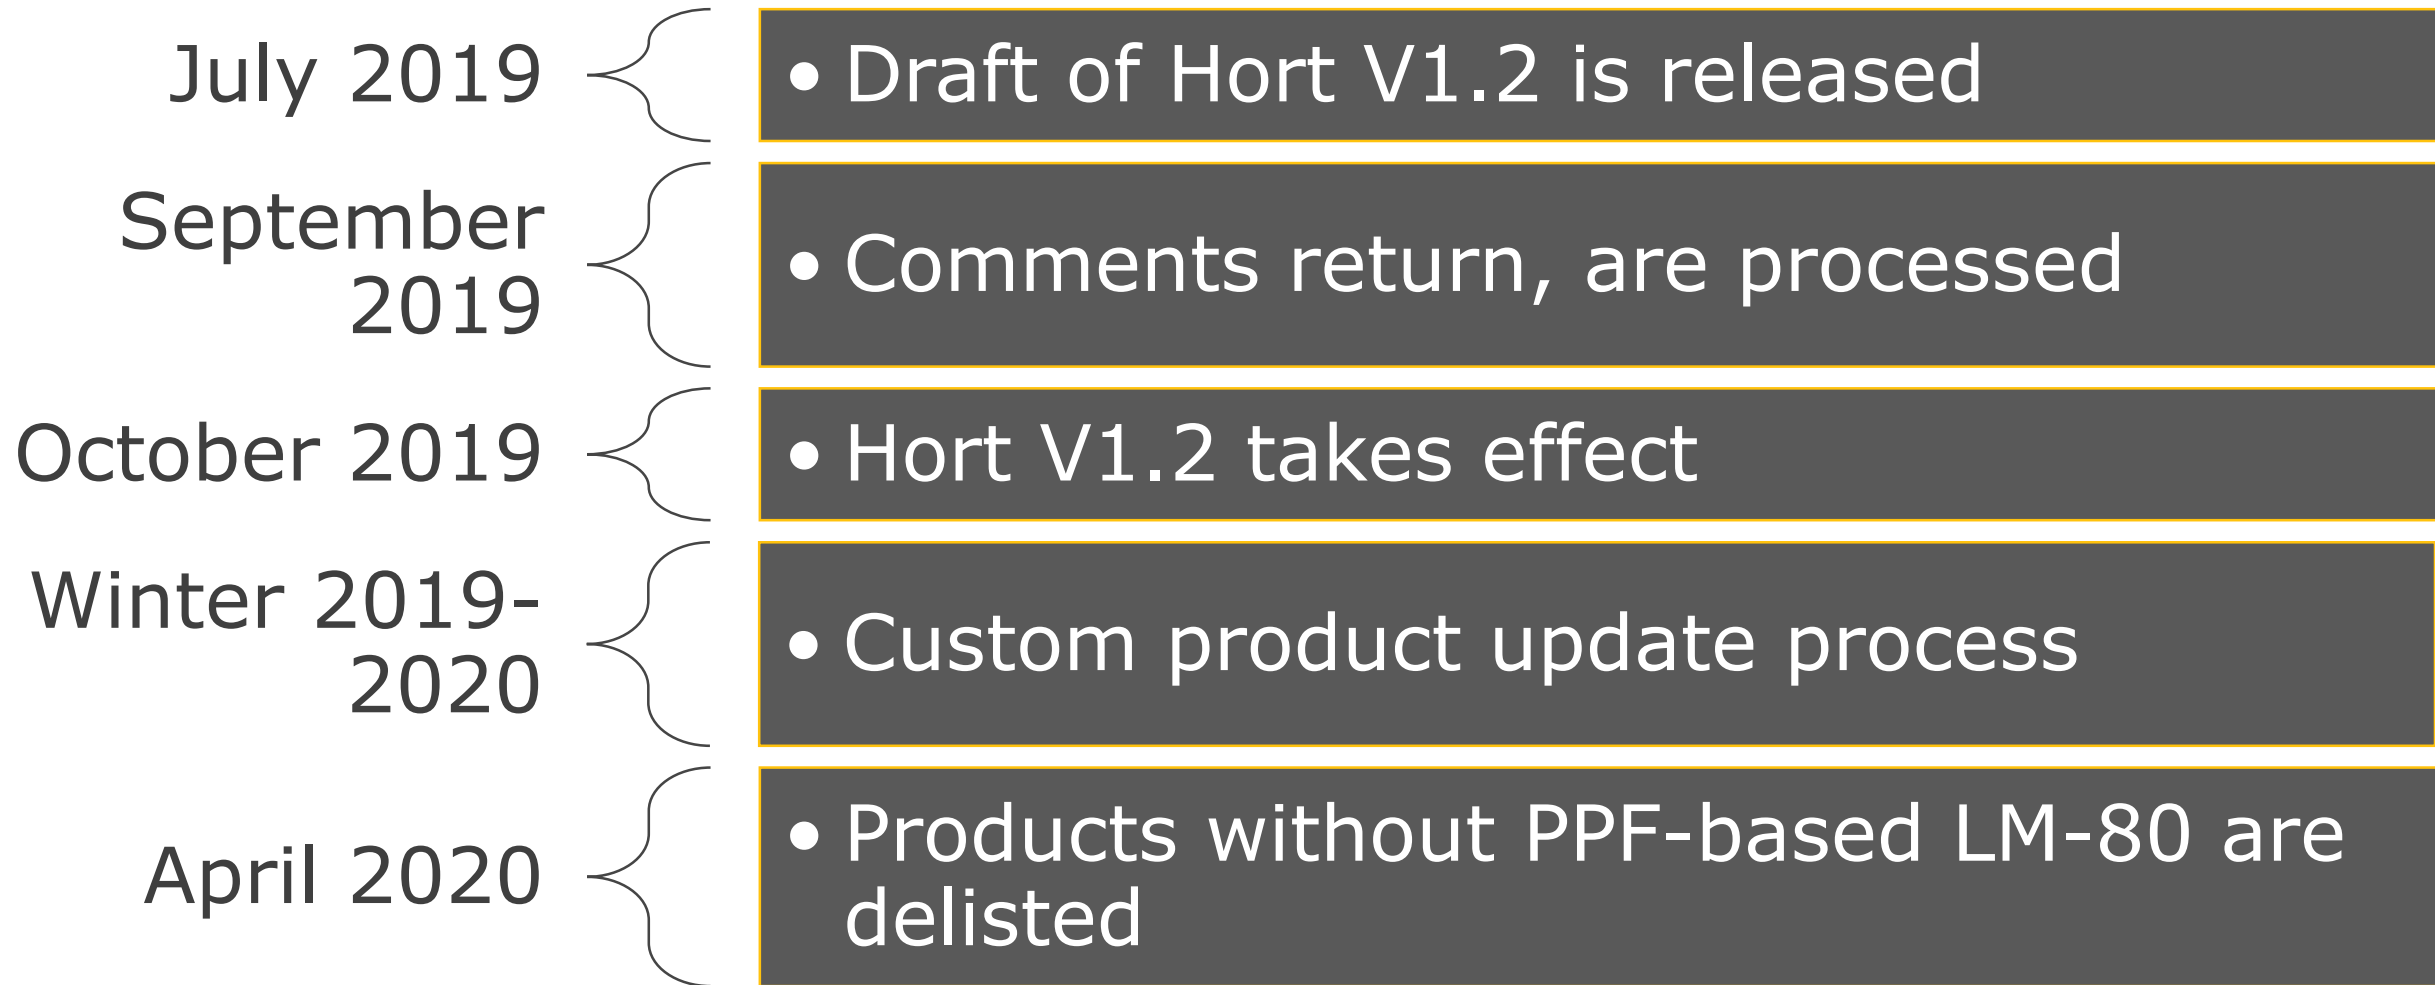 July 2019
• Draft of Hort V1.2 is released
September
2019
• Comments return, are processed
October 2019
• Hort V1.2 takes effect
Winter 2019-
2020
• Custom product update process
April 2020
• Products without PPF-based LM-80 are
delisted